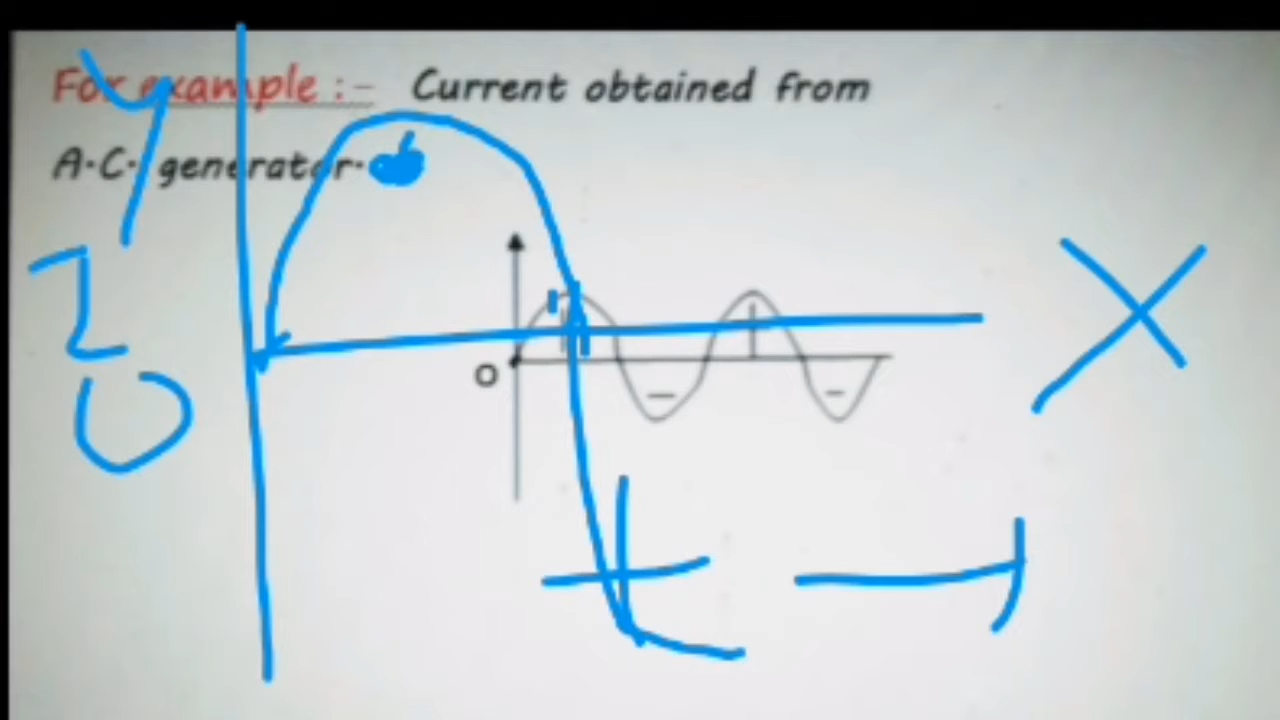 For example :- Current obtained from
A.C. generator.
Y
I
O
O
X
t